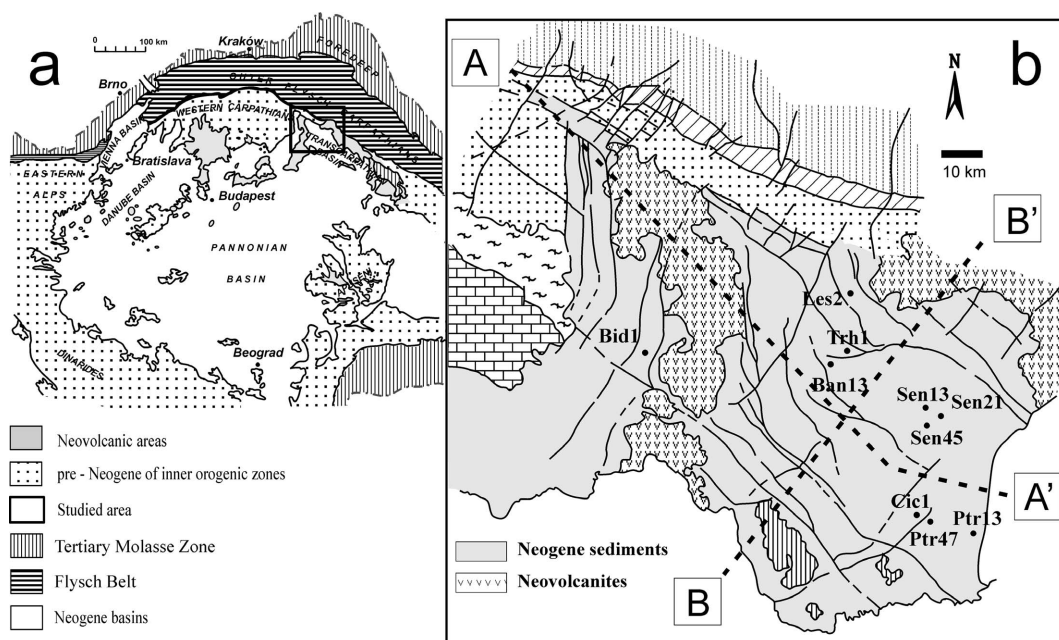 a
0 100 km
Kraków
FOREDEEP
Brno
OUTER FLYSCH CARPATHIANS
WESTERN CARPATHIANS
VIENNA BASIN
TRANSCARPATHIAN
BASIN
Bratislava
EASTERN
ALPS
DANUBE BASIN
Budapest
PANNONIAN
BASIN
APUSENI
Beograd
DINARIDES
Neovolcanic areas
pre - Neogene of inner orogenic zones
Studied area
Tertiary Molasse Zone
Flysch Belt
Neogene basins
A
b
N
10 km
B'
Les2
Bid1
Trh1
Ban13
Sen13
Sen21
Sen45
A'
Cic1
Ptr13
Ptr47
Neogene sediments
Neovolcanites
B